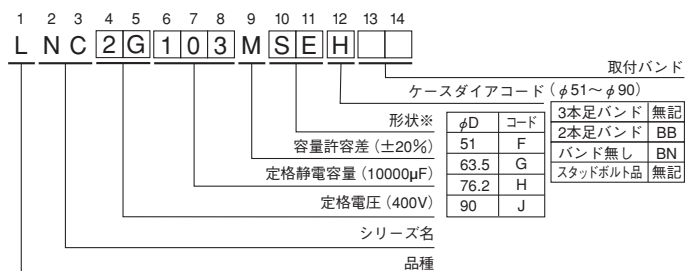 1 2 3 4 5 6 7 8 9 10 11 12 13 14
L N C 2 G 1 0 3 M S E H
取付バンド
ケースダイアコード (φ51～φ90)
3本足バンド 無記
2本足バンド BB
バンド無し BN
スタッドボルト品 無記
形状※
φD コード
51 F
63.5 G
76.2 H
90 J
容量許容差 (±20%)
定格静電容量 (10000µF)
定格電圧 (400V)
シリーズ名
品種